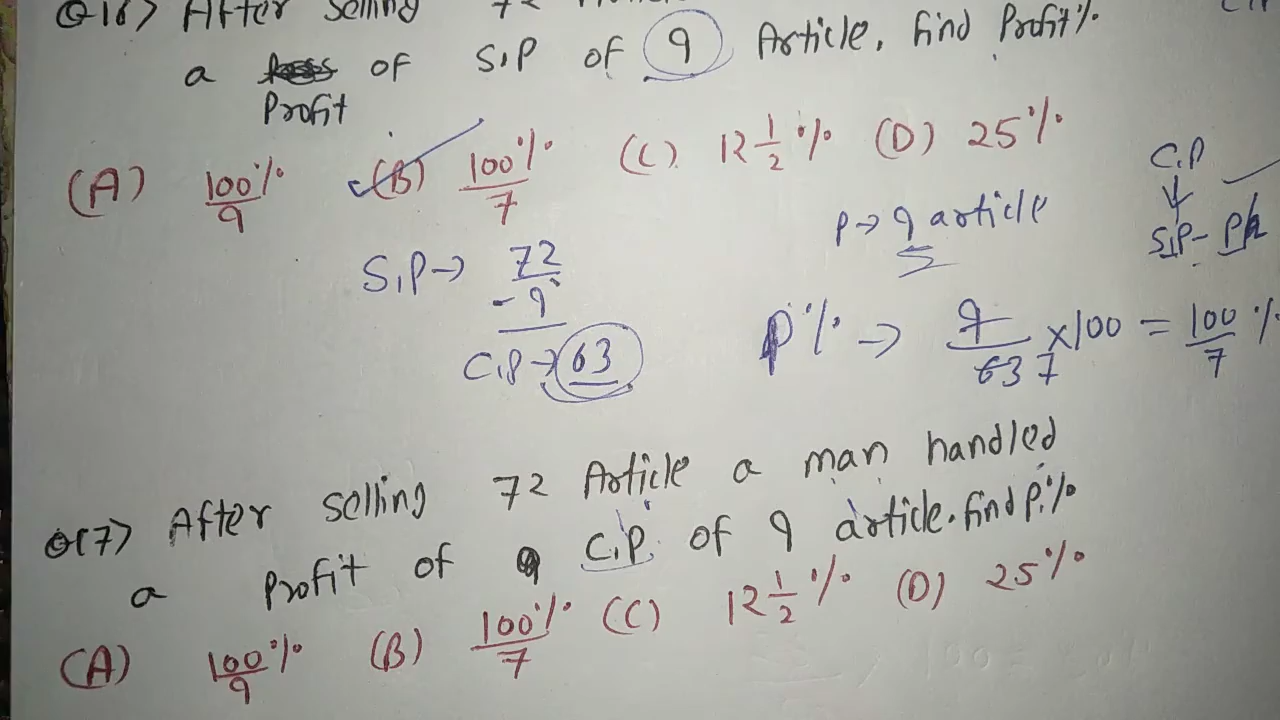 Q16> After selling 72
a of S.P of 9 Article. find Profit%
Profit
(A) 100/9% (B) 100/7% (C) 12 1/2% (D) 25%
C.P
S.P→ 72
P→ 9 article
S.P-
-9
C.P→ 63
P%→ 9/63 7 ×100 = 100/7 %
Q17> After selling 72 Article a man handled
a Profit of C.P. of 9 article. find P.%
(A) 100/9% (B) 100/7% (C) 12 1/2% (D) 25%